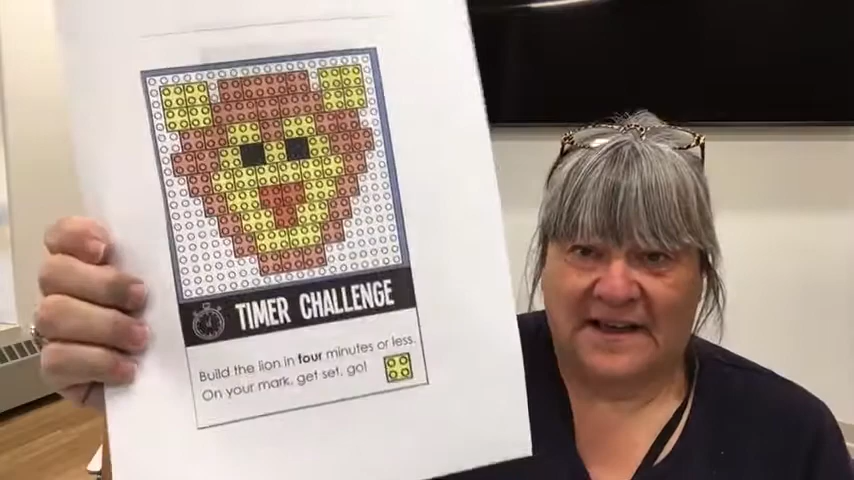 TIMER CHALLENGE
Build the lion in four minutes or less.
On your mark, get set, go!